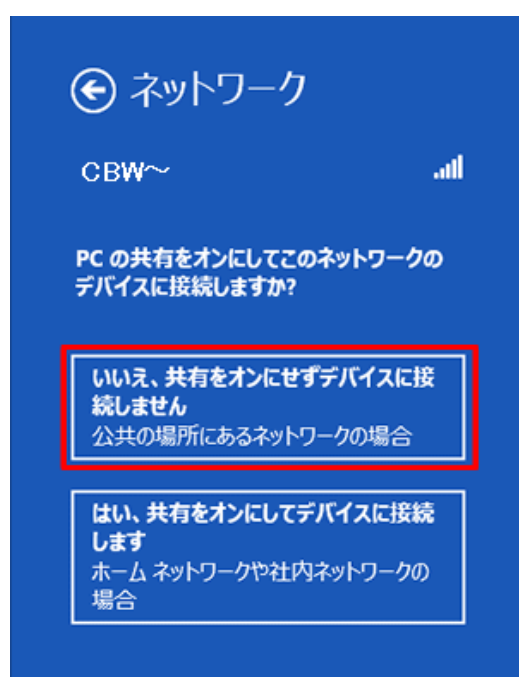 ネットワーク
CBW～
PC の共有をオンにしてこのネットワークの
デバイスに接続しますか?
いいえ、共有をオンにせずデバイスに接
続しません
公共の場所にあるネットワークの場合
はい、共有をオンにしてデバイスに接続
します
ホーム ネットワークや社内ネットワークの
場合